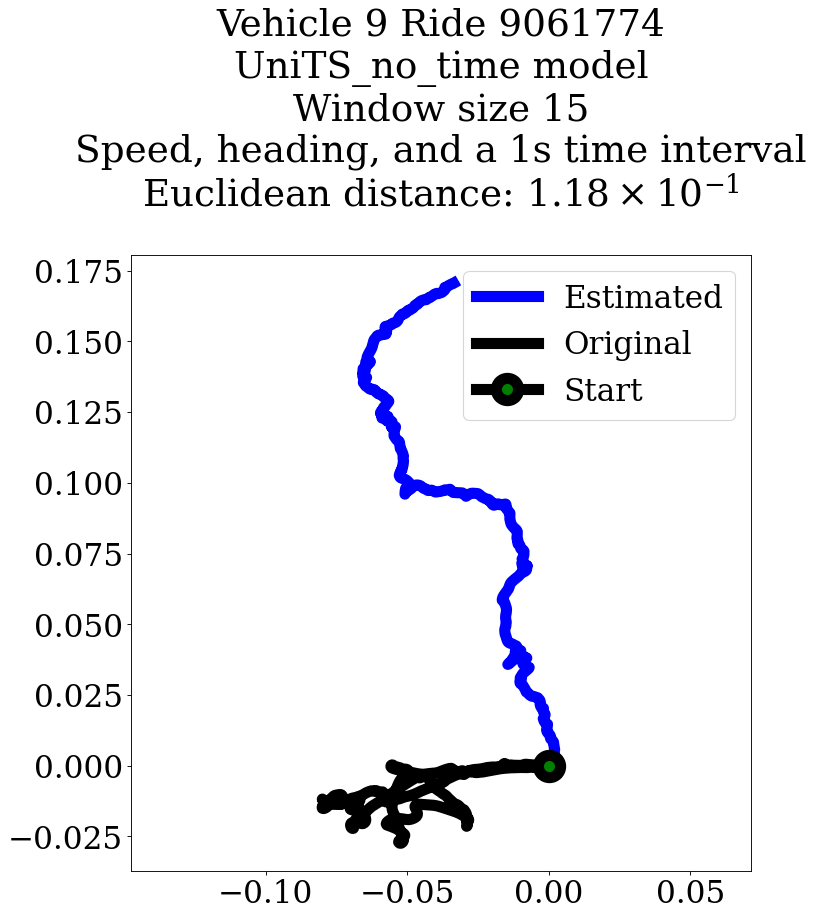 Vehicle 9 Ride 9061774
UniTS_no_time model
Window size 15
Speed, heading, and a 1s time interval
Euclidean distance: 1.18 × 10⁻¹
Estimated
Original
Start
0.175
0.150
0.125
0.100
0.075
0.050
0.025
0.000
−0.025
−0.10
−0.05
0.00
0.05